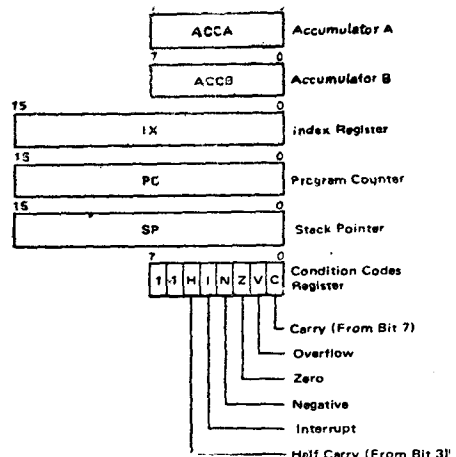 ACCA Accumulator A
7 0
ACCB Accumulator B
15 0
IX Index Register
15 0
PC Program Counter
15 0
SP Stack Pointer
7 0
1 1 H I N Z V C Condition Codes
Register
Carry (From Bit 7)
Overflow
Zero
Negative
Interrupt
Half Carry (From Bit 3)